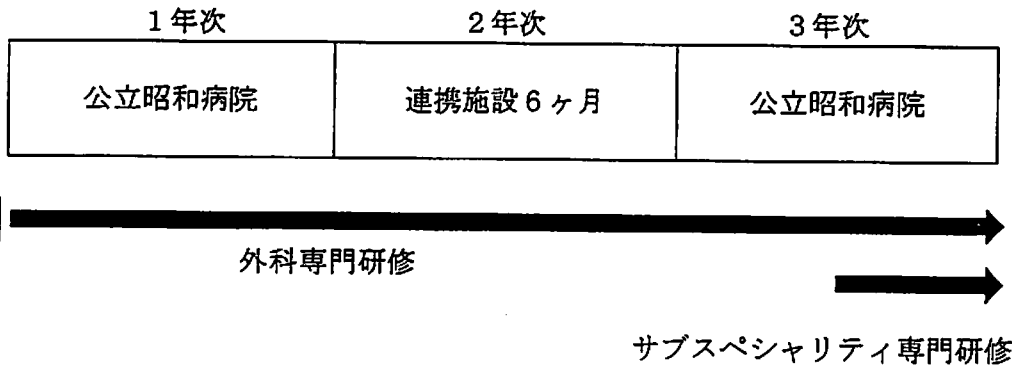 1年次 2年次 3年次
公立昭和病院 連携施設6ヶ月 公立昭和病院
外科専門研修
サブスペシャリティ専門研修